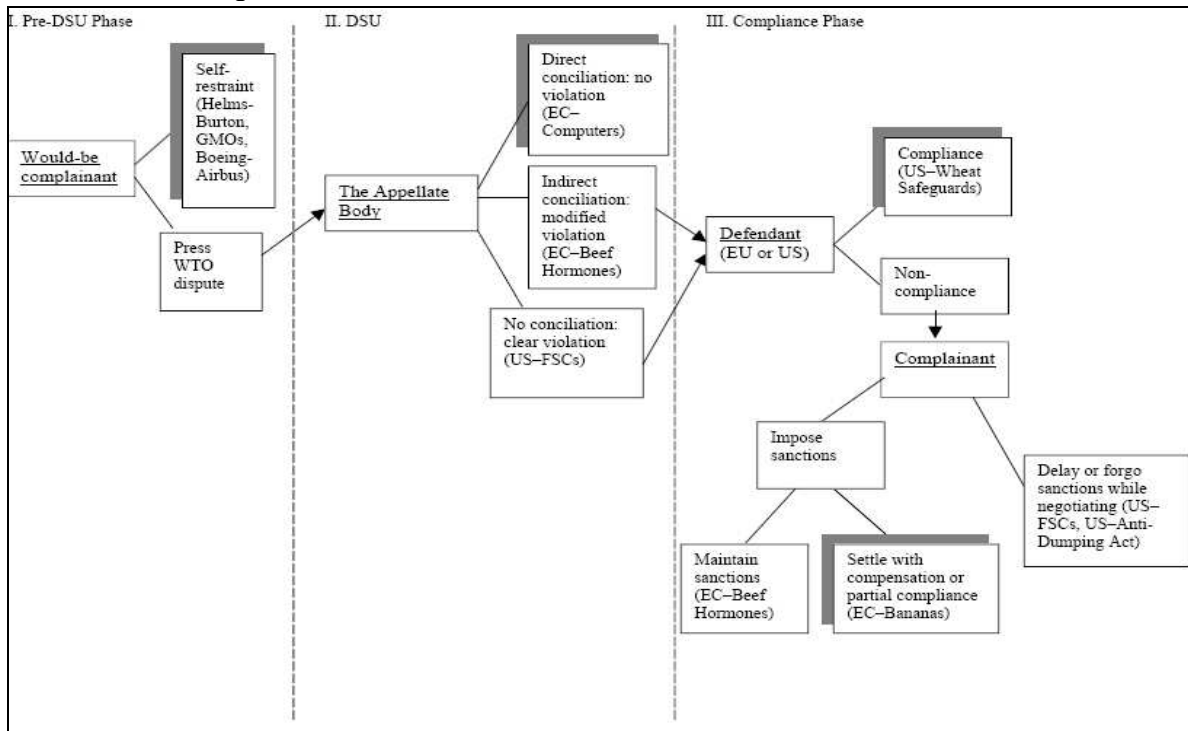 I. Pre-DSU Phase
II. DSU
III. Compliance Phase
Self-
restraint
(Helms-
Burton,
GMOs,
Boeing-
Airbus)
Would-be
complainant
Press
WTO
dispute
Direct
conciliation: no
violation
(EC–
Computers)
The Appellate
Body
Indirect
conciliation:
modified
violation
(EC–Beef
Hormones)
No conciliation:
clear violation
(US–FSCs)
Compliance
(US–Wheat
Safeguards)
Defendant
(EU or US)
Non-
compliance
Complainant
Impose
sanctions
Delay or forgo
sanctions while
negotiating (US–
FSCs, US–Anti-
Dumping Act)
Maintain
sanctions
(EC–Beef
Hormones)
Settle with
compensation or
partial compliance
(EC–Bananas)